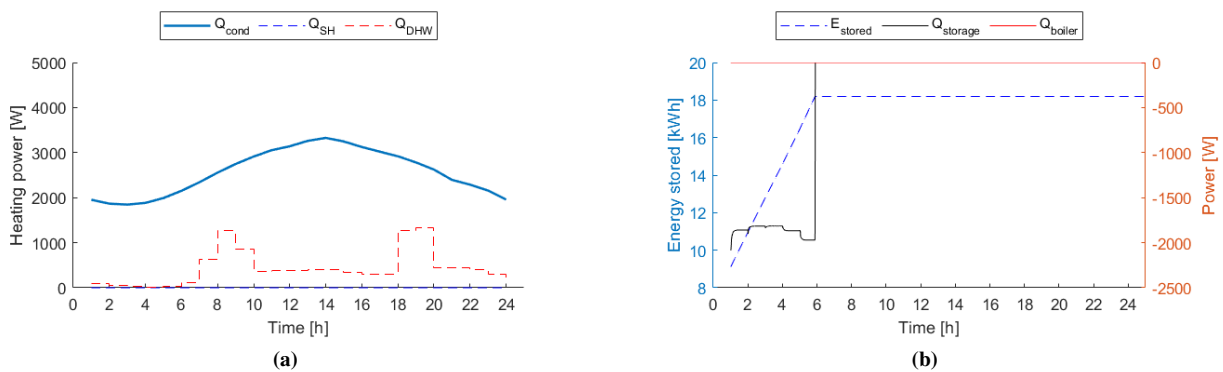 Q_cond Q_SH Q_DHW
5000
4000
3000
2000
1000
0
Heating power [W]
0 2 4 6 8 10 12 14 16 18 20 22 24
Time [h]
(a)
E_stored Q_storage Q_boiler
20
18
16
14
12
10
8
Energy stored [kWh]
0
-500
-1000
-1500
-2000
-2500
Power [W]
0 2 4 6 8 10 12 14 16 18 20 22 24
Time [h]
(b)